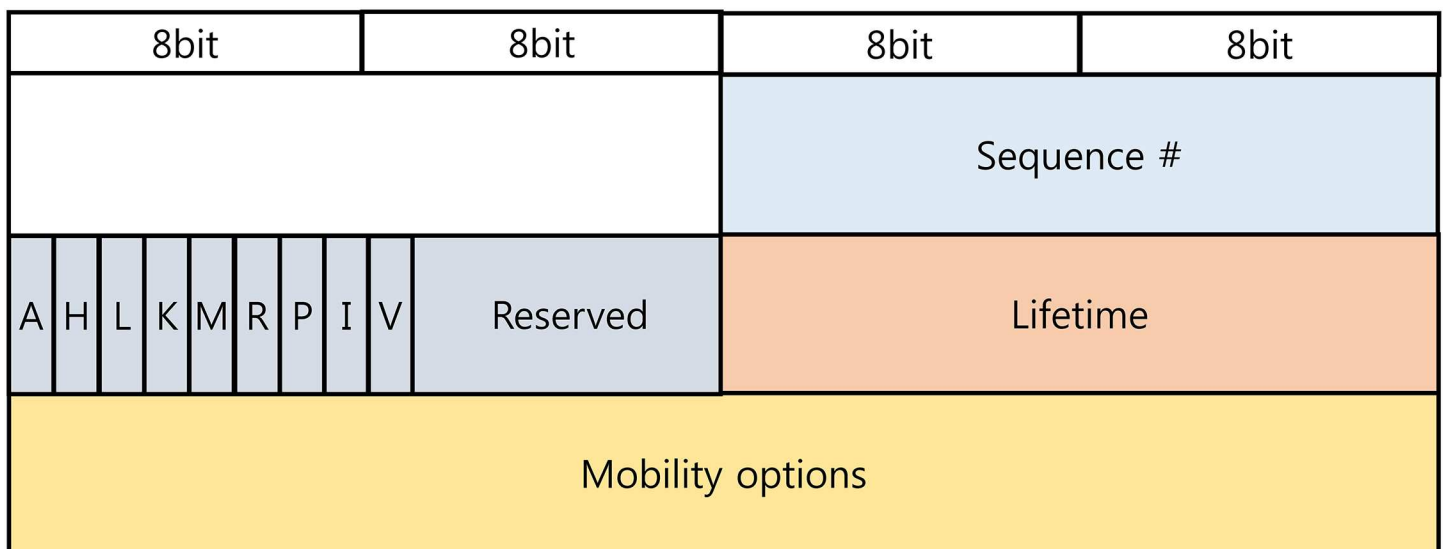 8bit 8bit 8bit 8bit
Sequence #
A H L K M R P I V Reserved Lifetime
Mobility options